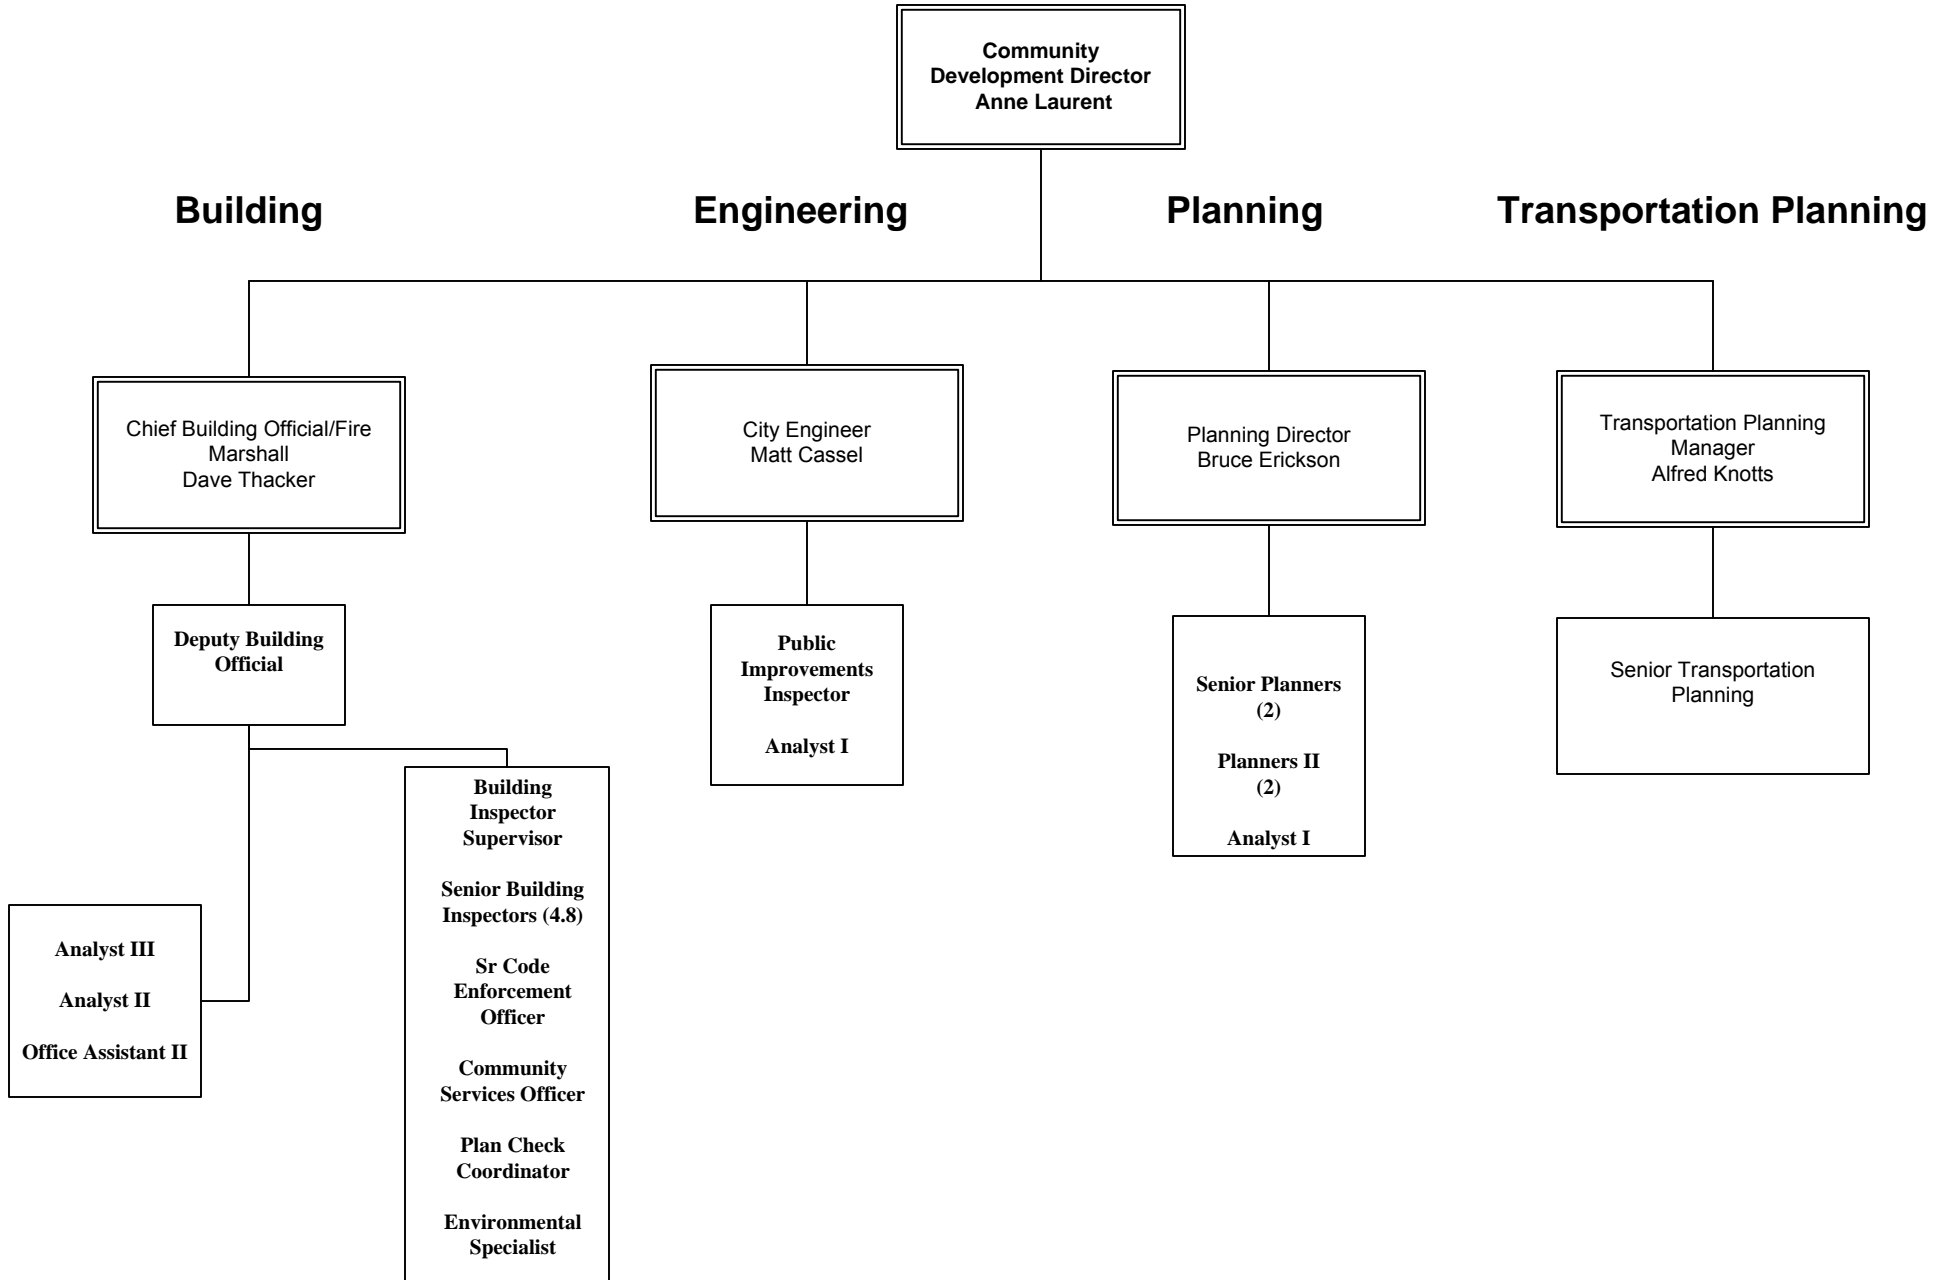 Community
Development Director
Anne Laurent
Building
Engineering
Planning
Transportation Planning
Chief Building Official/Fire
Marshall
Dave Thacker
City Engineer
Matt Cassel
Planning Director
Bruce Erickson
Transportation Planning
Manager
Alfred Knotts
Deputy Building
Official
Public
Improvements
Inspector
Analyst I
Senior Planners
(2)
Planners II
(2)
Analyst I
Senior Transportation
Planning
Building
Inspector
Supervisor
Senior Building
Inspectors (4.8)
Sr Code
Enforcement
Officer
Community
Services Officer
Plan Check
Coordinator
Environmental
Specialist
Analyst III
Analyst II
Office Assistant II